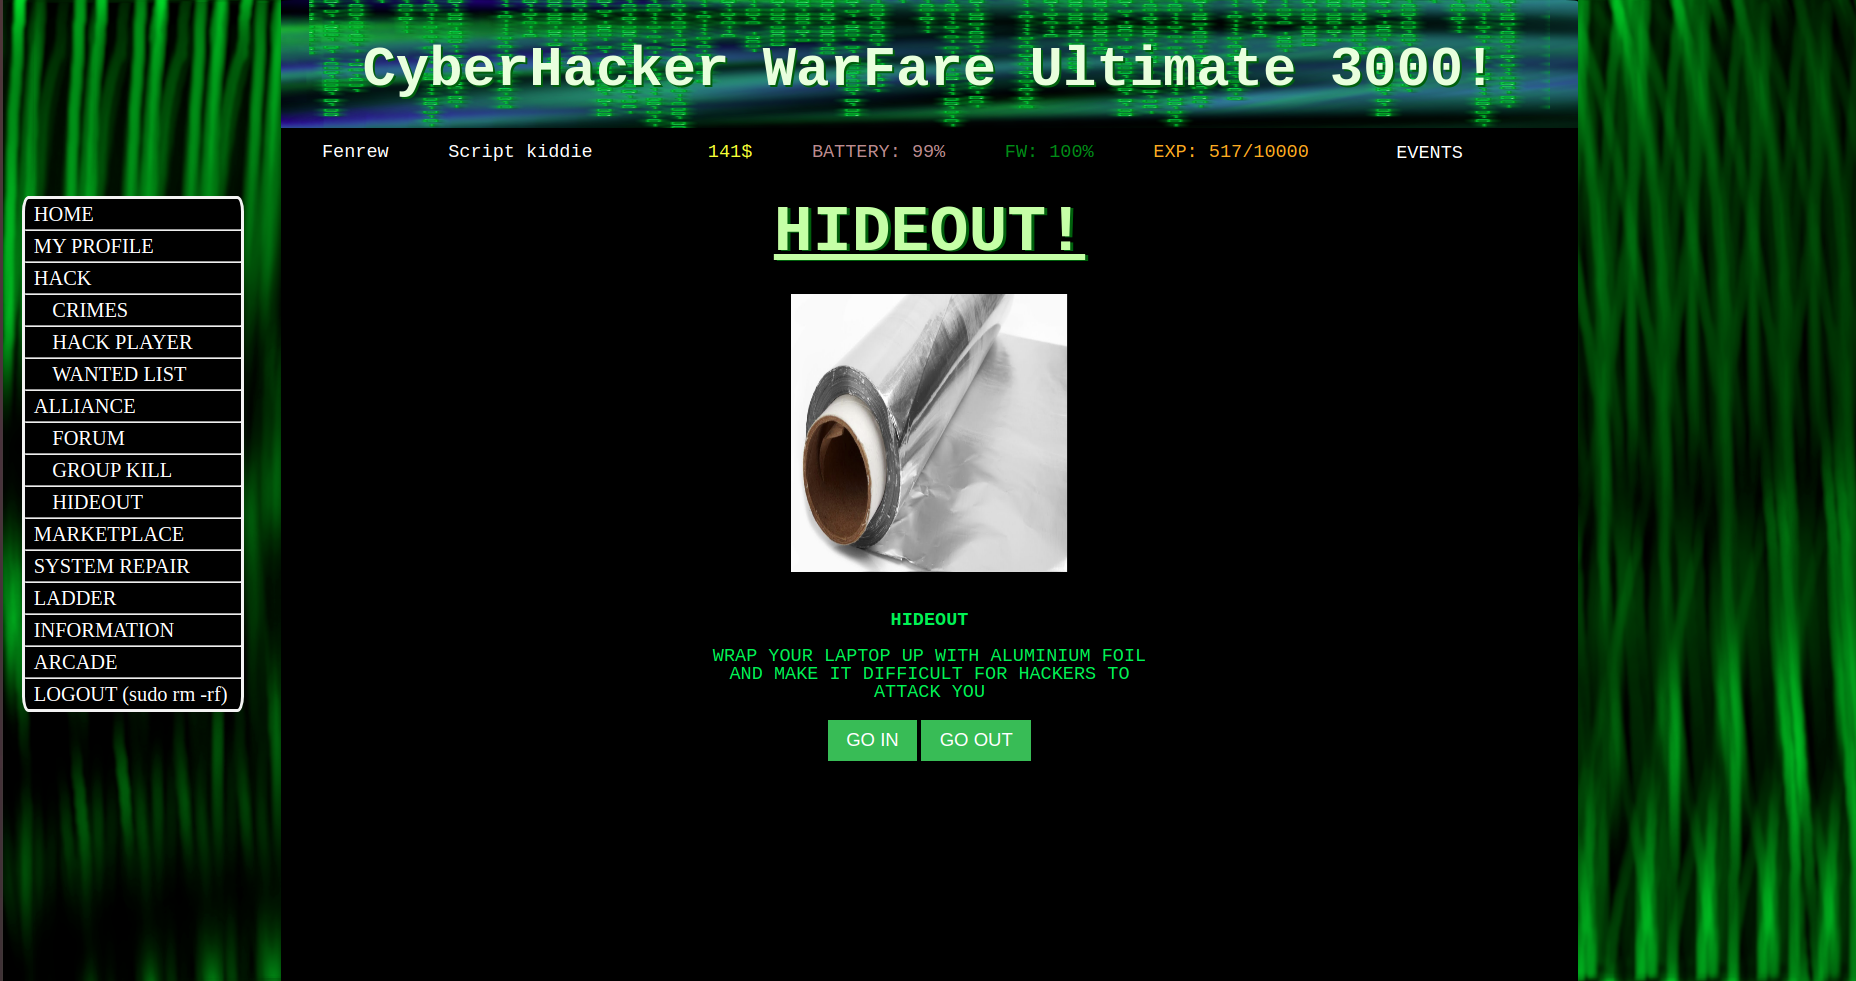 CyberHacker WarFare Ultimate 3000!
Fenrew Script kiddie 141$ BATTERY: 99% FW: 100% EXP: 517/10000 EVENTS
HOME
MY PROFILE
HACK
CRIMES
HACK PLAYER
WANTED LIST
ALLIANCE
FORUM
GROUP KILL
HIDEOUT
MARKETPLACE
SYSTEM REPAIR
LADDER
INFORMATION
ARCADE
LOGOUT (sudo rm -rf)
HIDEOUT!
HIDEOUT
WRAP YOUR LAPTOP UP WITH ALUMINIUM FOIL
AND MAKE IT DIFFICULT FOR HACKERS TO
ATTACK YOU
GO IN GO OUT